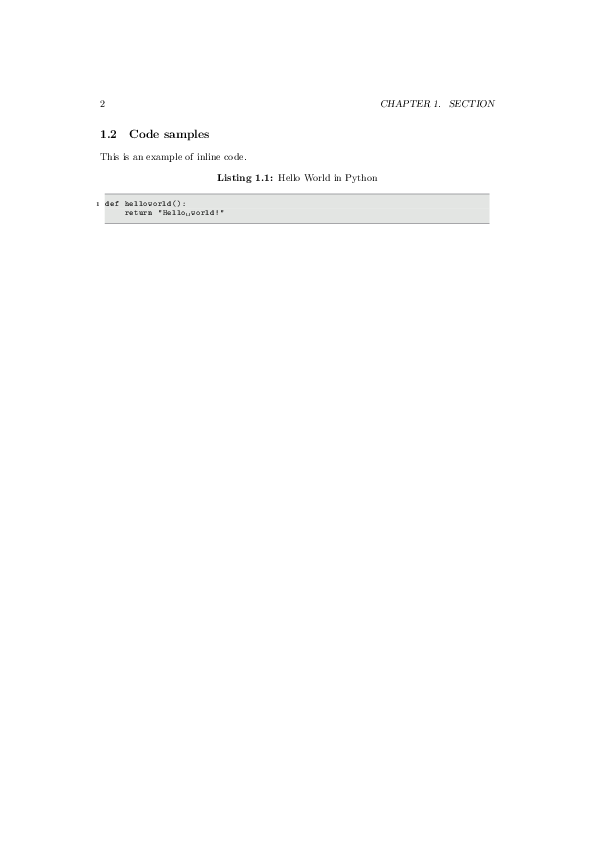 2 CHAPTER 1. SECTION
1.2 Code samples
This is an example of inline code.
Listing 1.1: Hello World in Python
1 def helloworld():
return "Hello␣world!"